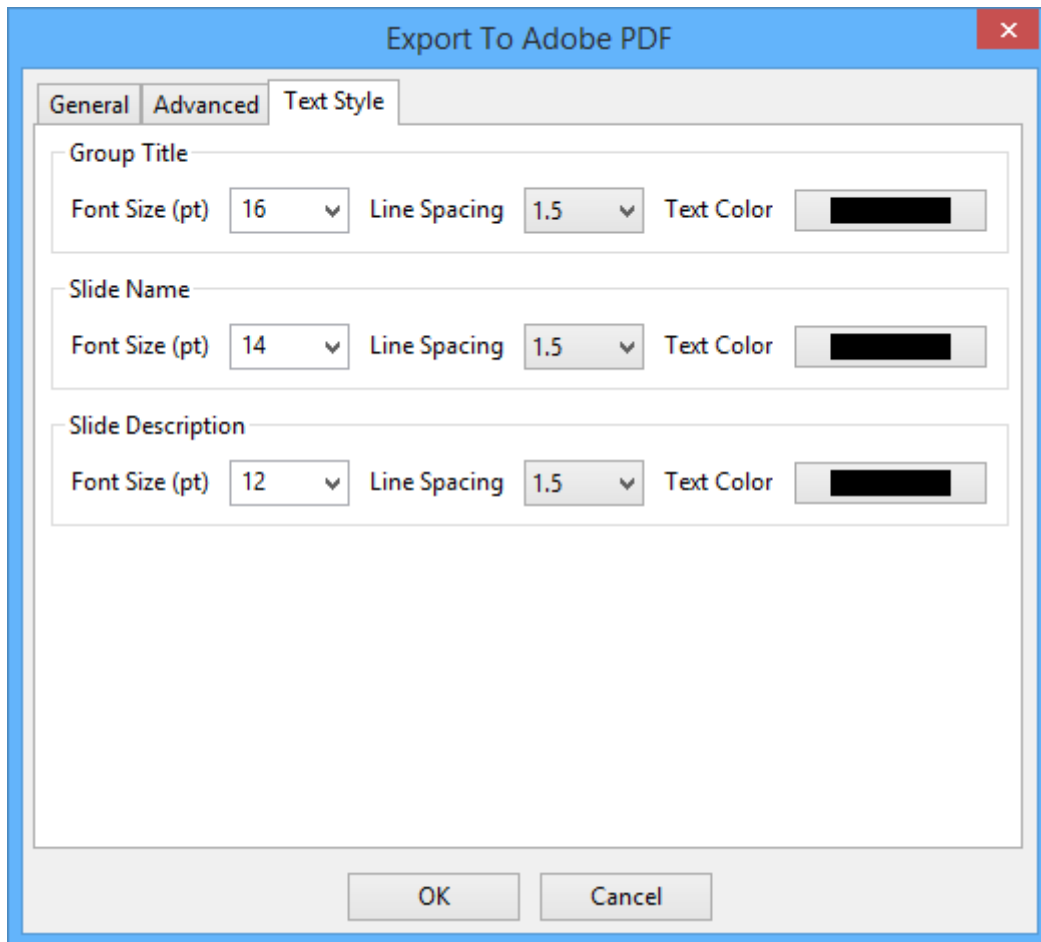 Export To Adobe PDF
General Advanced Text Style
Group Title
Font Size (pt) 16 Line Spacing 1.5 Text Color
Slide Name
Font Size (pt) 14 Line Spacing 1.5 Text Color
Slide Description
Font Size (pt) 12 Line Spacing 1.5 Text Color
OK Cancel